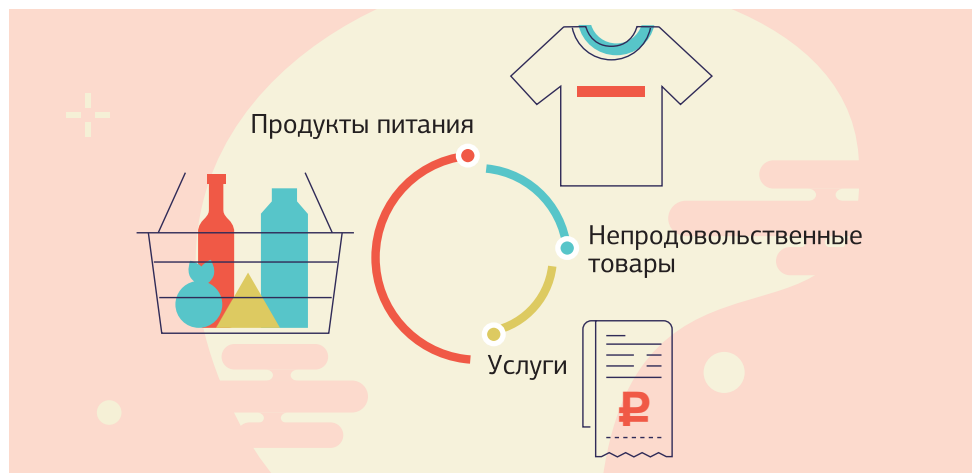 Продукты питания
Непродовольственные
товары
Услуги
₽